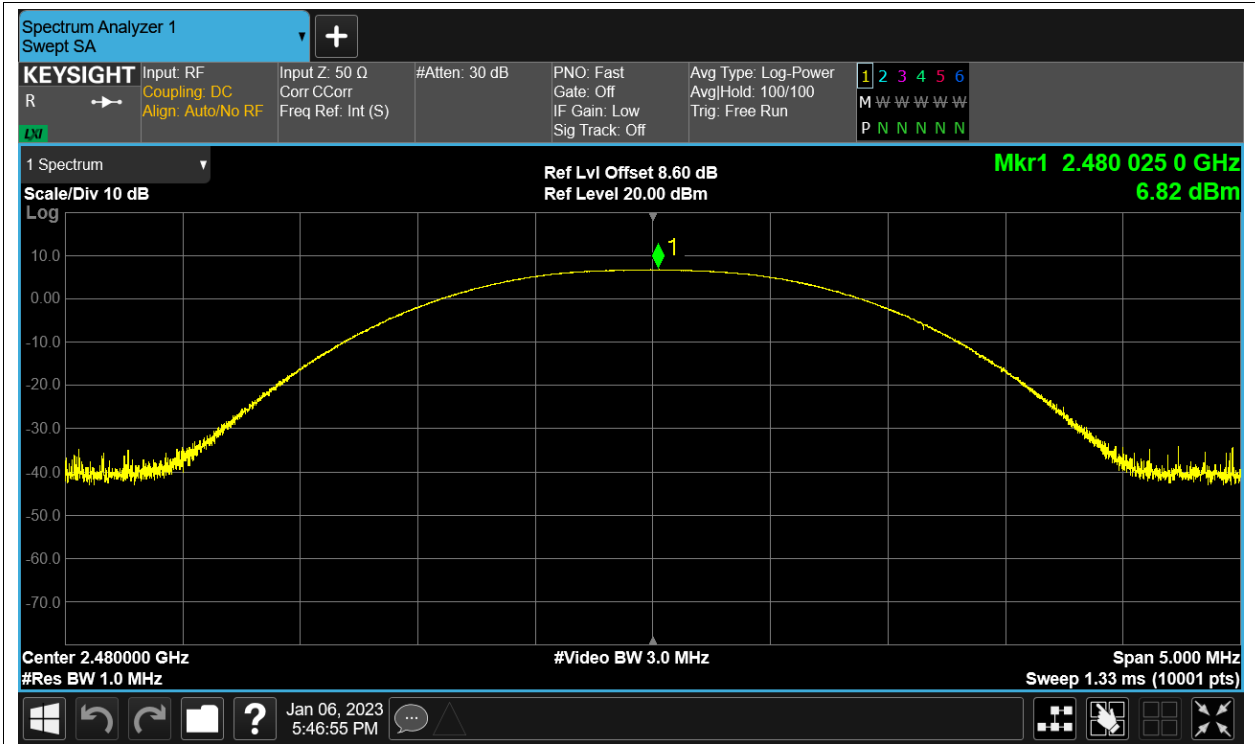 Spectrum Analyzer 1
Swept SA
KEYSIGHT
R
LXI
Input: RF
Coupling: DC
Align: Auto/No RF
Input Z: 50 Ω
Corr CCorr
Freq Ref: Int (S)
#Atten: 30 dB
PNO: Fast
Gate: Off
IF Gain: Low
Sig Track: Off
Avg Type: Log-Power
Avg|Hold: 100/100
Trig: Free Run
1 2 3 4 5 6
M W W W W W
P N N N N N
1 Spectrum
Scale/Div 10 dB
Ref Lvl Offset 8.60 dB
Ref Level 20.00 dBm
Mkr1 2.480 025 0 GHz
6.82 dBm
Log
1
10.0
0.00
-10.0
-20.0
-30.0
-40.0
-50.0
-60.0
-70.0
Center 2.480000 GHz
#Video BW 3.0 MHz
Span 5.000 MHz
#Res BW 1.0 MHz
Sweep 1.33 ms (10001 pts)
?
Jan 06, 2023
5:46:55 PM